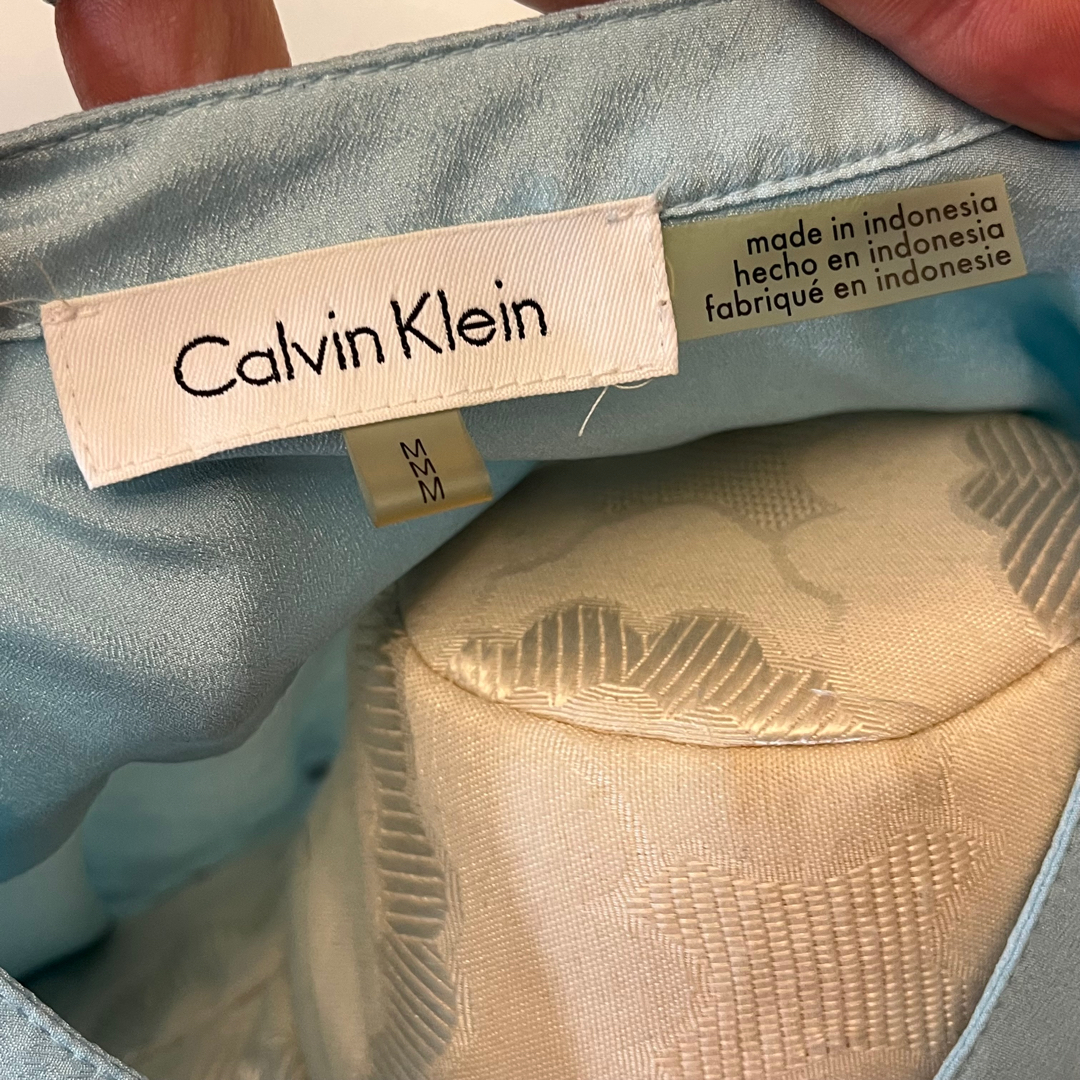 Calvin Klein
made in indonesia
hecho en indonesia
fabriqué en indonesie
M
M
M